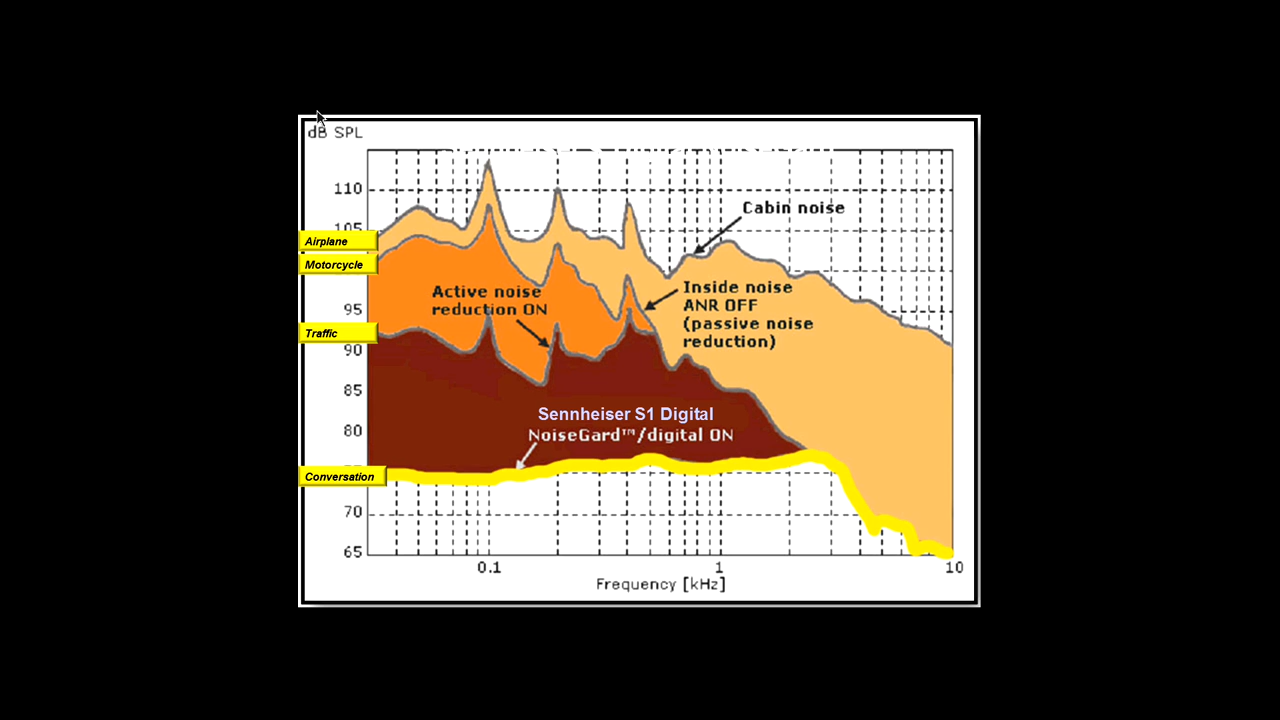 dB SPL
110
105
Airplane
Motorcycle
95
Traffic
90
85
80
Conversation
70
65
Cabin noise
Inside noise
ANR OFF
(passive noise
reduction)
Active noise
reduction ON
Sennheiser S1 Digital
NoiseGard™/digital ON
0.1
1
10
Frequency [kHz]